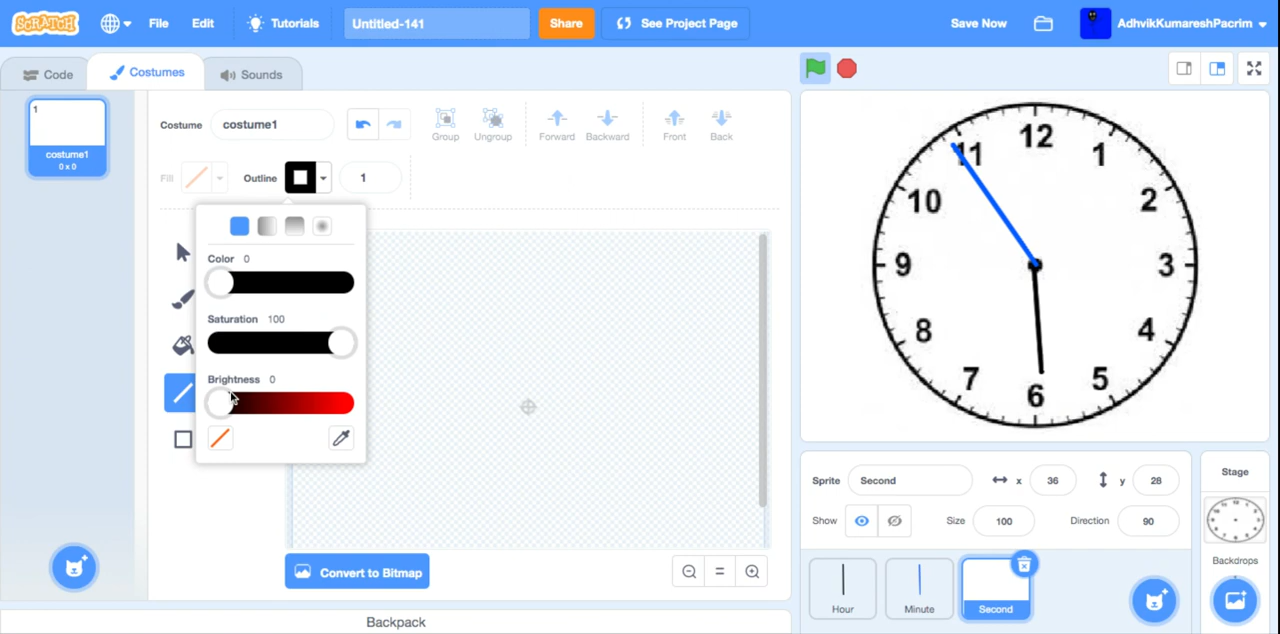 SCRATCH File Edit Tutorials Untitled-141 Share See Project Page Save Now AdhvikKumareshPacrim
Code Costumes Sounds
1
costume1
0 x 0
Costume costume1 Group Ungroup Forward Backward Front Back
Fill Outline 1
Color 0
Saturation 100
Brightness 0
Convert to Bitmap
12
11 1
10 2
9 3
8 4
7 5
6
Sprite Second x 36 y 28
Show Size 100 Direction 90
Hour Minute Second
Stage
Backdrops
Backpack